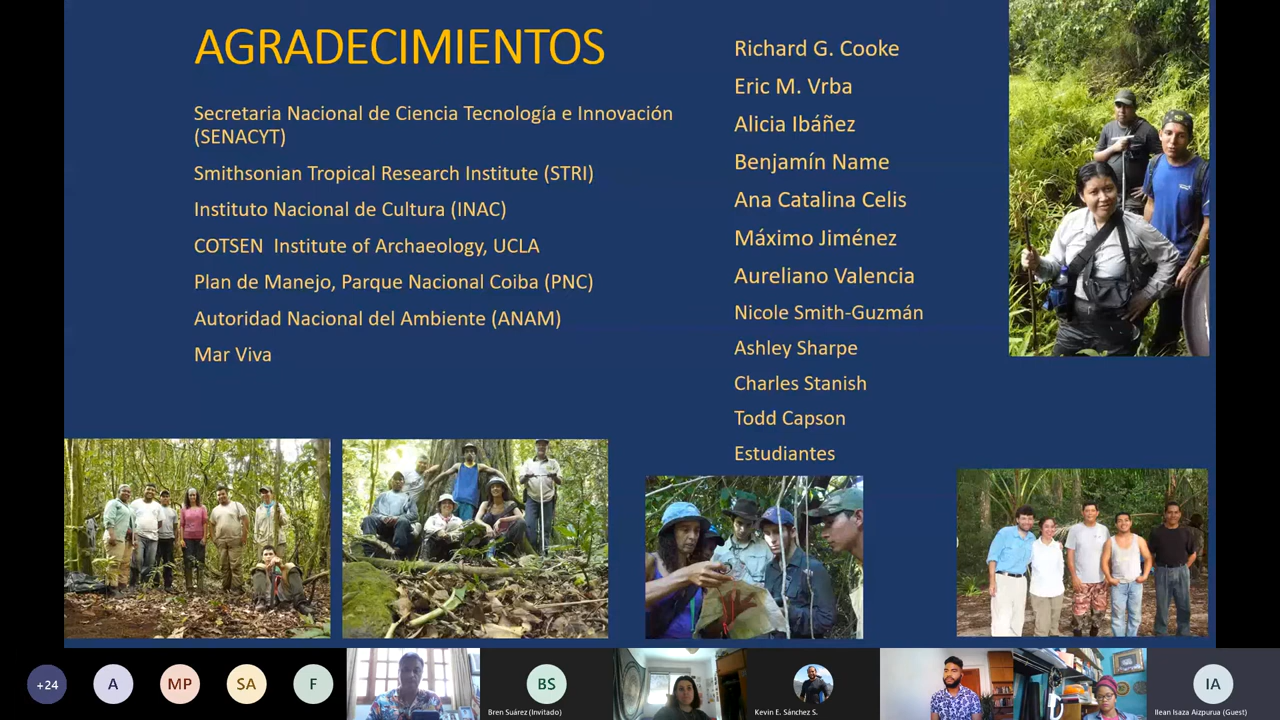 AGRADECIMIENTOS
Secretaria Nacional de Ciencia Tecnología e Innovación
(SENACYT)
Smithsonian Tropical Research Institute (STRI)
Instituto Nacional de Cultura (INAC)
COTSEN Institute of Archaeology, UCLA
Plan de Manejo, Parque Nacional Coiba (PNC)
Autoridad Nacional del Ambiente (ANAM)
Mar Viva
Richard G. Cooke
Eric M. Vrba
Alicia Ibáñez
Benjamín Name
Ana Catalina Celis
Máximo Jiménez
Aureliano Valencia
Nicole Smith-Guzmán
Ashley Sharpe
Charles Stanish
Todd Capson
Estudiantes
+24
A
MP
SA
F
BS
Bren Suárez (Invitado)
Kevin E. Sánchez S.
IA
Ilean Isaza Aizpurua (Guest)